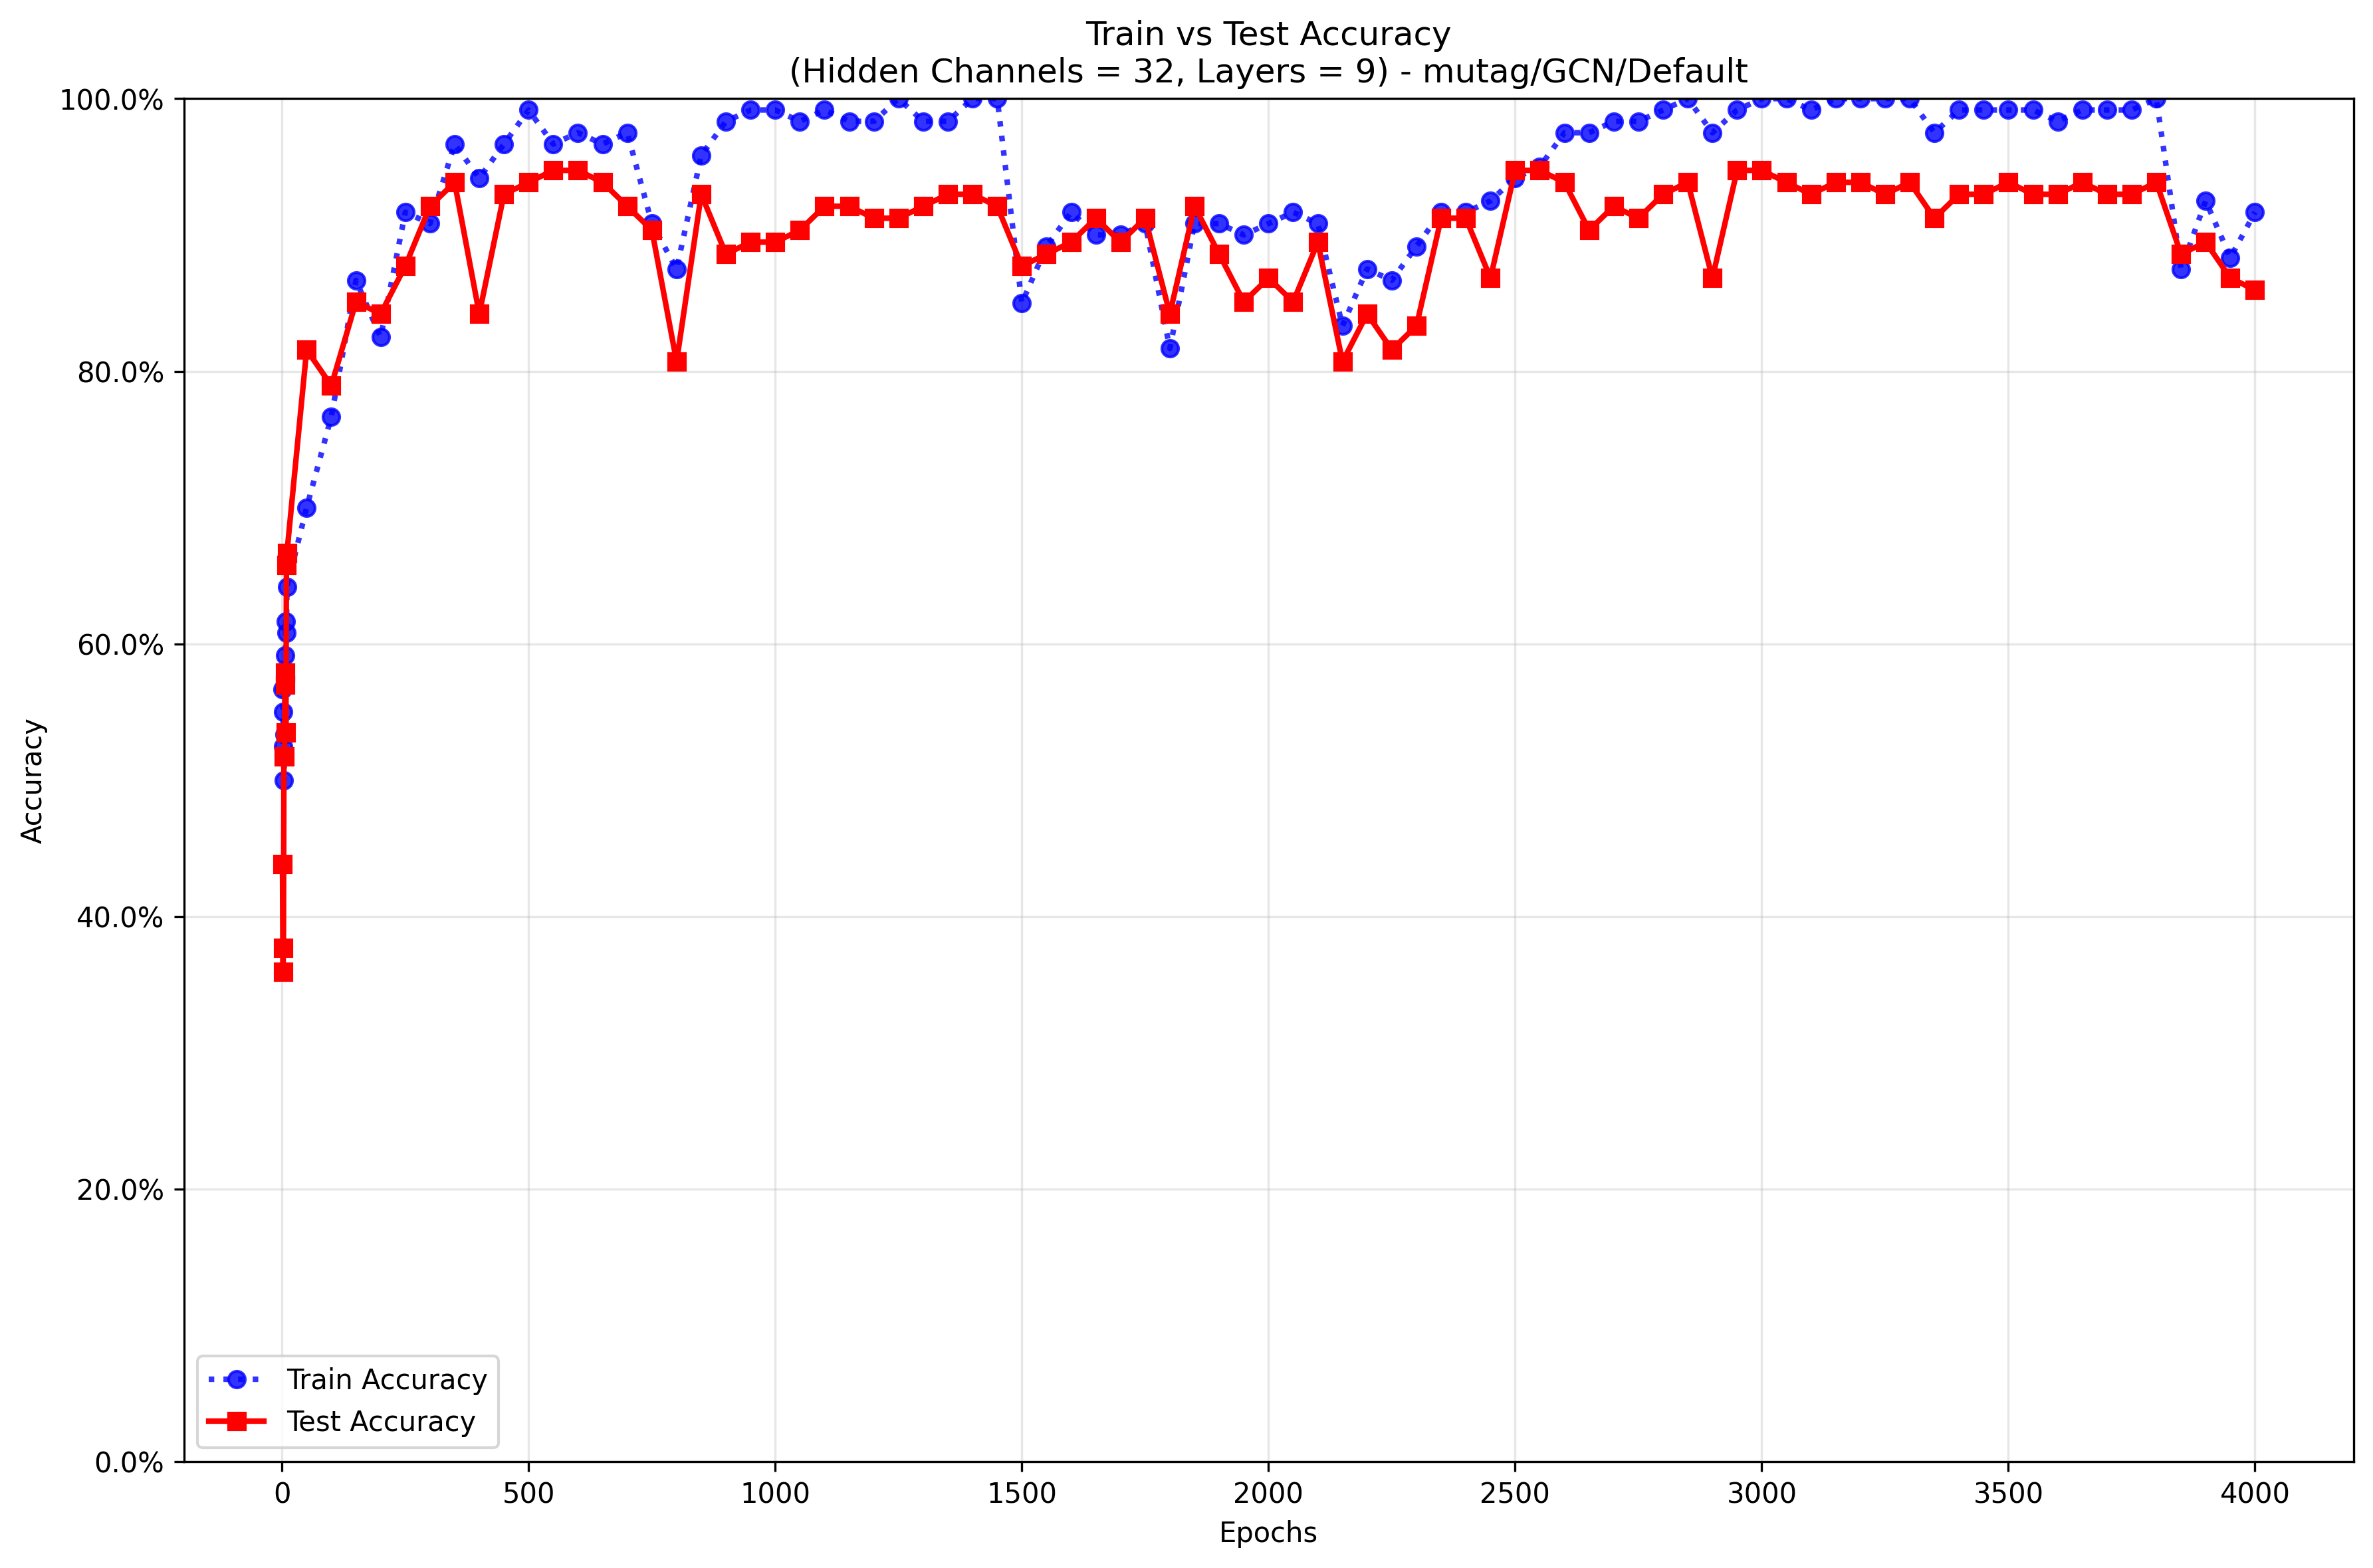 Train vs Test Accuracy
(Hidden Channels = 32, Layers = 9) - mutag/GCN/Default
100.0%
80.0%
60.0%
40.0%
20.0%
0.0%
Accuracy
Train Accuracy
Test Accuracy
0 500 1000 1500 2000 2500 3000 3500 4000
Epochs